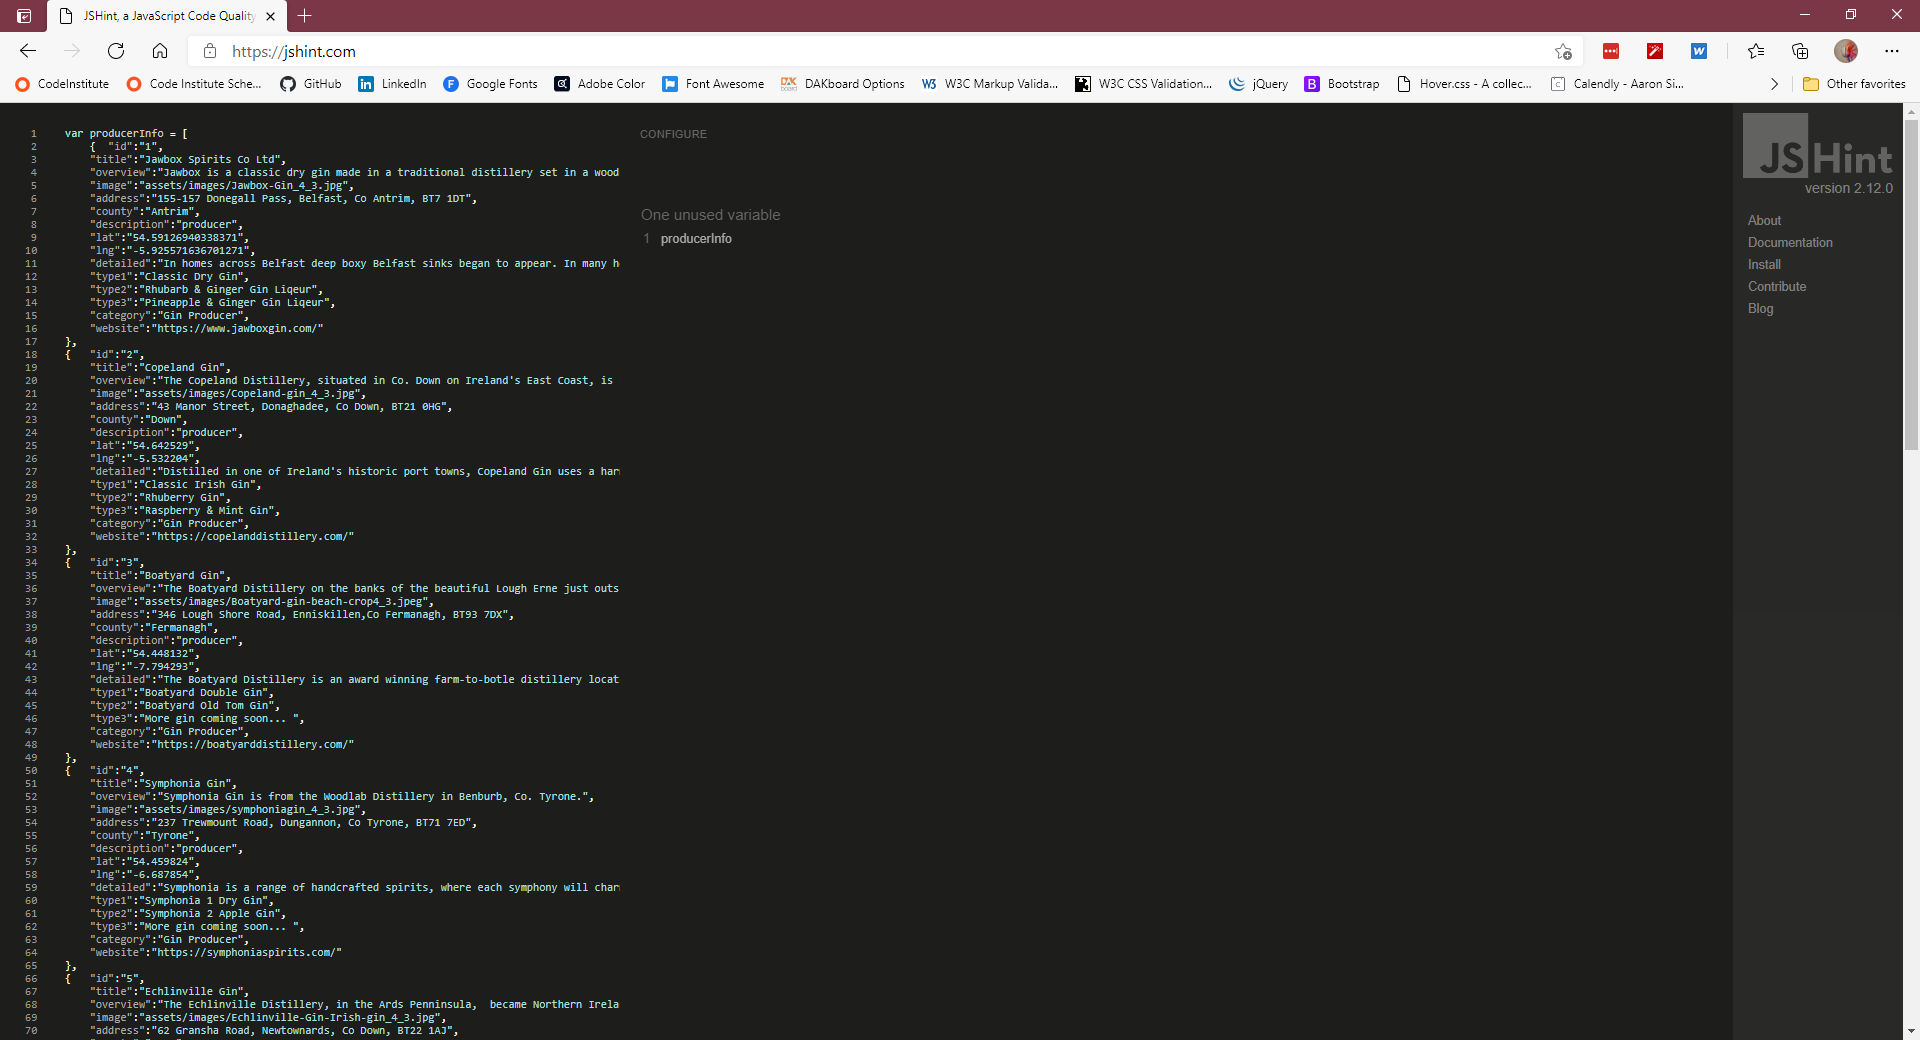 JSHint, a JavaScript Code Quality
https://jshint.com
CodeInstitute
Code Institute Sche...
GitHub
LinkedIn
Google Fonts
Adobe Color
Font Awesome
DAKboard Options
W3C Markup Valida...
W3C CSS Validation...
jQuery
Bootstrap
Hover.css - A collec...
Calendly - Aaron Si...
Other favorites
1 var producerInfo = [
2 { "id":"1",
3 "title":"Jawbox Spirits Co Ltd",
4 "overview":"Jawbox is a classic dry gin made in a traditional distillery set in a wood
5 "image":"assets/images/Jawbox-Gin_4_3.jpg",
6 "address":"155-157 Donegall Pass, Belfast, Co Antrim, BT7 1DT",
7 "county":"Antrim",
8 "description":"producer",
9 "lat":"54.59126940338371",
10 "lng":"-5.925571636701271",
11 "detailed":"In homes across Belfast deep boxy Belfast sinks began to appear. In many h
12 "type1":"Classic Dry Gin",
13 "type2":"Rhubarb & Ginger Gin Liqeur",
14 "type3":"Pineapple & Ginger Gin Liqeur",
15 "category":"Gin Producer",
16 "website":"https://www.jawboxgin.com/"
17 },
18 { "id":"2",
19 "title":"Copeland Gin",
20 "overview":"The Copeland Distillery, situated in Co. Down on Ireland's East Coast, is
21 "image":"assets/images/Copeland-gin_4_3.jpg",
22 "address":"43 Manor Street, Donaghadee, Co Down, BT21 0HG",
23 "county":"Down",
24 "description":"producer",
25 "lat":"54.642529",
26 "lng":"-5.532204",
27 "detailed":"Distilled in one of Ireland's historic port towns, Copeland Gin uses a har
28 "type1":"Classic Irish Gin",
29 "type2":"Rhuberry Gin",
30 "type3":"Raspberry & Mint Gin",
31 "category":"Gin Producer",
32 "website":"https://copelanddistillery.com/"
33 },
34 { "id":"3",
35 "title":"Boatyard Gin",
36 "overview":"The Boatyard Distillery on the banks of the beautiful Lough Erne just outs
37 "image":"assets/images/Boatyard-gin-beach-crop4_3.jpeg",
38 "address":"346 Lough Shore Road, Enniskillen,Co Fermanagh, BT93 7DX",
39 "county":"Fermanagh",
40 "description":"producer",
41 "lat":"54.448132",
42 "lng":"-7.794293",
43 "detailed":"The Boatyard Distillery is an award winning farm-to-botle distillery locat
44 "type1":"Boatyard Double Gin",
45 "type2":"Boatyard Old Tom Gin",
46 "type3":"More gin coming soon... ",
47 "category":"Gin Producer",
48 "website":"https://boatyarddistillery.com/"
49 },
50 { "id":"4",
51 "title":"Symphonia Gin",
52 "overview":"Symphonia Gin is from the Woodlab Distillery in Benburb, Co. Tyrone.",
53 "image":"assets/images/symphoniagin_4_3.jpg",
54 "address":"237 Trewmount Road, Dungannon, Co Tyrone, BT71 7ED",
55 "county":"Tyrone",
56 "description":"producer",
57 "lat":"54.459824",
58 "lng":"-6.687854",
59 "detailed":"Symphonia is a range of handcrafted spirits, where each symphony will char
60 "type1":"Symphonia 1 Dry Gin",
61 "type2":"Symphonia 2 Apple Gin",
62 "type3":"More gin coming soon... ",
63 "category":"Gin Producer",
64 "website":"https://symphoniaspirits.com/"
65 },
66 { "id":"5",
67 "title":"Echlinville Gin",
68 "overview":"The Echlinville Distillery, in the Ards Penninsula,  became Northern Irela
69 "image":"assets/images/Echlinville-Gin-Irish-gin_4_3.jpg",
70 "address":"62 Gransha Road, Newtownards, Co Down, BT22 1AJ",
CONFIGURE
One unused variable
1 producerInfo
JSHint
version 2.12.0
About
Documentation
Install
Contribute
Blog